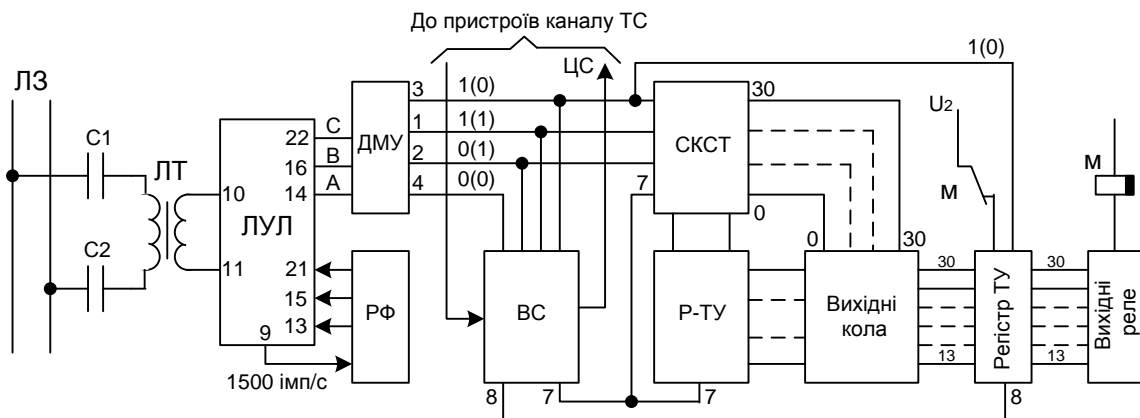 До пристроїв каналу ТС
ЛЗ
C1
C2
ЛТ
10
11
ЛУЛ
22
16
14
21
15
13
9
1500 імп/с
C
B
A
ДМУ
РФ
3
1
2
4
1(0)
1(1)
0(1)
0(0)
ЦС
ВС
8
7
СКСТ
30
7
0
Р-ТУ
7
0
30
Вихідні
кола
30
13
1(0)
U2
М
Регістр ТУ
8
30
13
М
Вихідні
реле